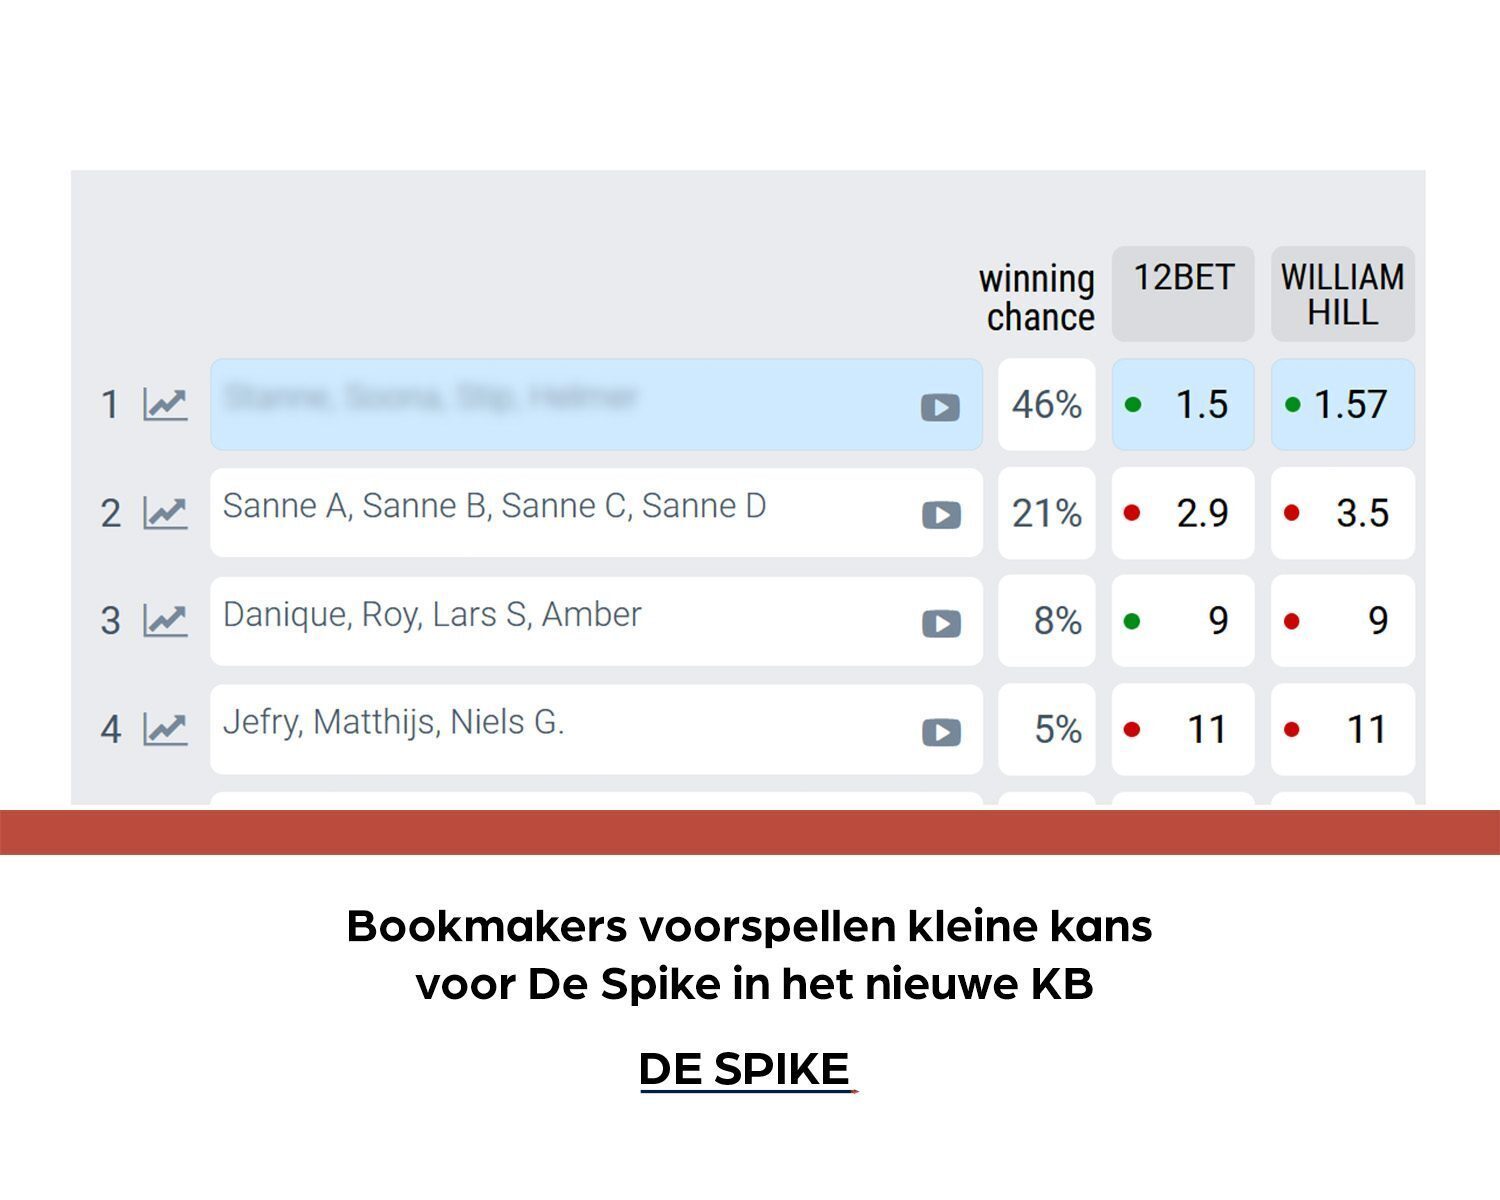 winning
chance
12BET
WILLIAM
HILL
1 46% 1.5 1.57
2 Sanne A, Sanne B, Sanne C, Sanne D 21% 2.9 3.5
3 Danique, Roy, Lars S, Amber 8% 9 9
4 Jefry, Matthijs, Niels G. 5% 11 11
Bookmakers voorspellen kleine kans
voor De Spike in het nieuwe KB
DE SPIKE